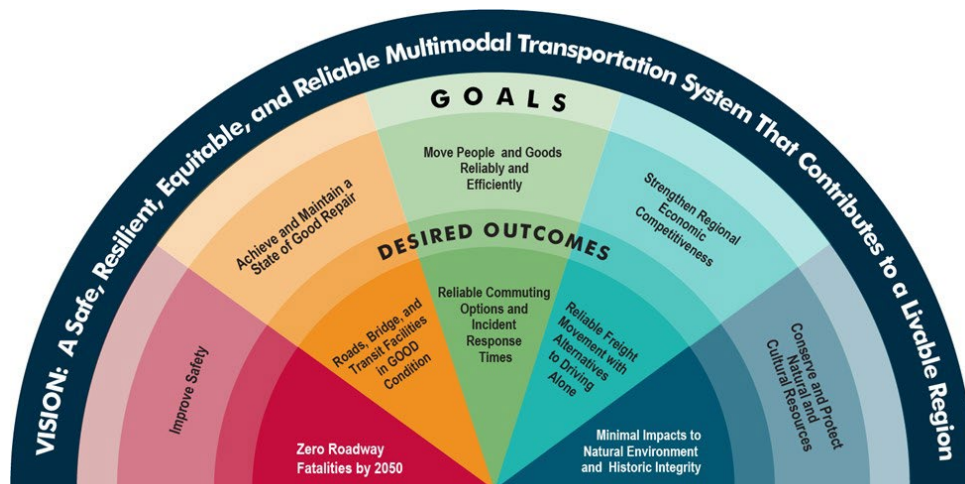 VISION: A Safe, Resilient, Equitable, and Reliable Multimodal Transportation System That Contributes to a Livable Region
GOALS
Improve Safety
Achieve and Maintain a
State of Good Repair
Move People and Goods
Reliably and
Efficiently
Strengthen Regional
Economic
Competitiveness
Conserve and Protect
Natural and
Cultural Resources
DESIRED OUTCOMES
Zero Roadway
Fatalities by 2050
Roads, Bridge, and
Transit Facilities
in GOOD
Condition
Reliable Commuting
Options and
Incident
Response
Times
Reliable Freight
Movement with
Alternatives
to Driving
Alone
Minimal Impacts to
Natural Environment
and Historic Integrity